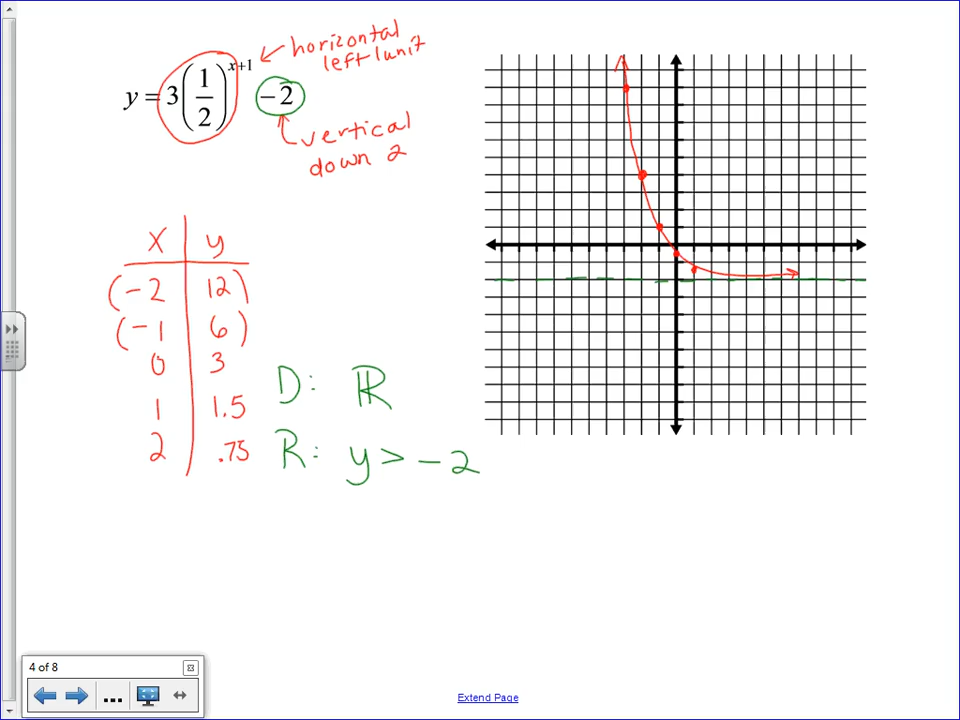 y = 3(1/2)^(x+1) − 2
horizontal
left 1 unit
vertical
down 2
x y
(-2 12)
(-1 6)
0 3
1 1.5
2 .75
D: ℝ
R: y > -2
4 of 8
...
Extend Page